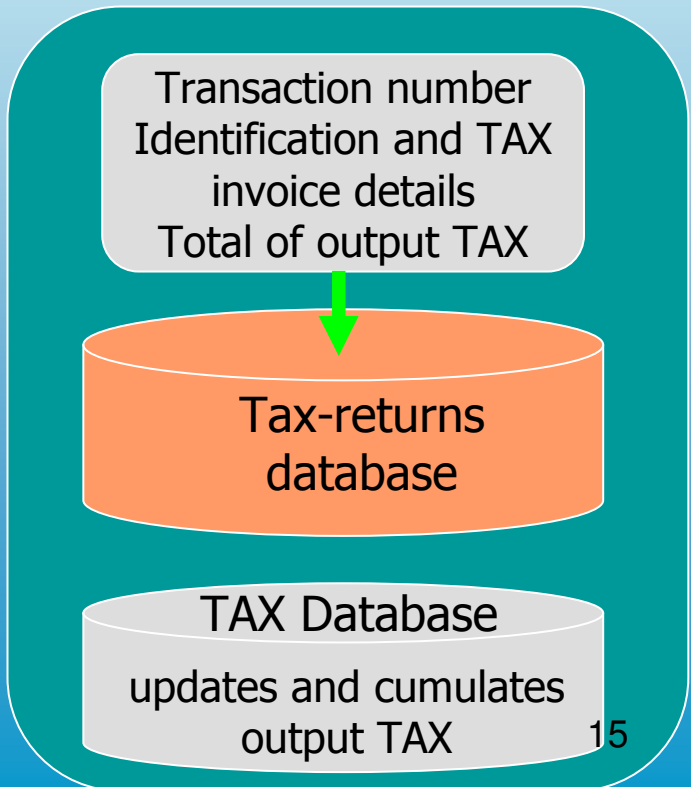 Transaction number
Identification and TAX
invoice details
Total of output TAX
Tax-returns
database
TAX Database
updates and cumulates
output TAX
15